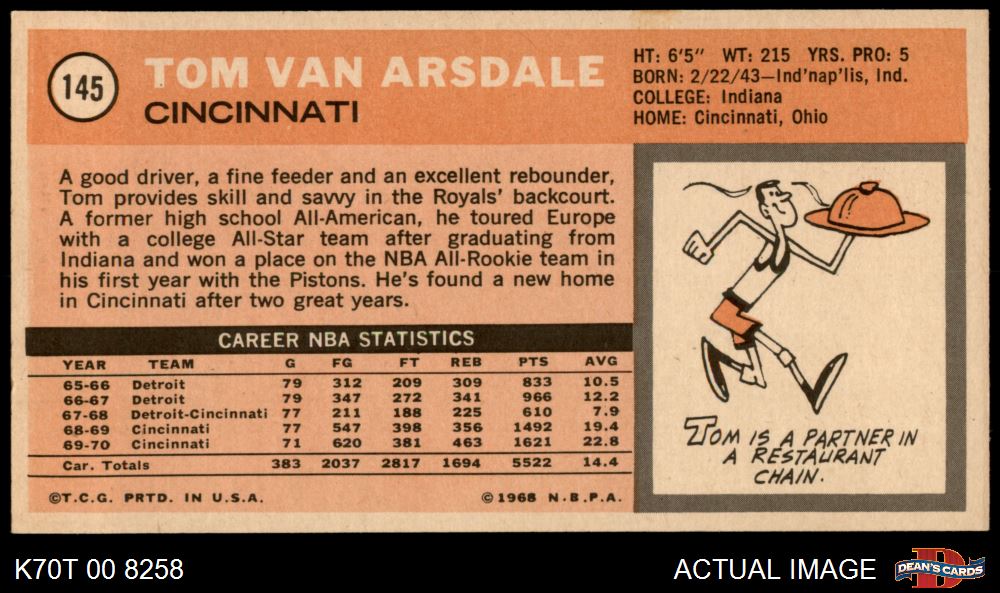 145
TOM VAN ARSDALE
CINCINNATI
HT: 6'5" WT: 215 YRS. PRO: 5
BORN: 2/22/43—Ind'nap'lis, Ind.
COLLEGE: Indiana
HOME: Cincinnati, Ohio
A good driver, a fine feeder and an excellent rebounder,
Tom provides skill and savvy in the Royals' backcourt.
A former high school All-American, he toured Europe
with a college All-Star team after graduating from
Indiana and won a place on the NBA All-Rookie team in
his first year with the Pistons. He's found a new home
in Cincinnati after two great years.
CAREER NBA STATISTICS
YEAR TEAM G FG FT REB PTS AVG
65-66 Detroit 79 312 209 309 833 10.5
66-67 Detroit 79 347 272 341 966 12.2
67-68 Detroit-Cincinnati 77 211 188 225 610 7.9
68-69 Cincinnati 77 547 398 356 1492 19.4
69-70 Cincinnati 71 620 381 463 1621 22.8
Car. Totals 383 2037 2817 1694 5522 14.4
©T.C.G. PRTD. IN U.S.A. ©1968 N.B.P.A.
TOM IS A PARTNER IN
A RESTAURANT
CHAIN.
K70T 00 8258
ACTUAL IMAGE
D
DEAN'S CARDS